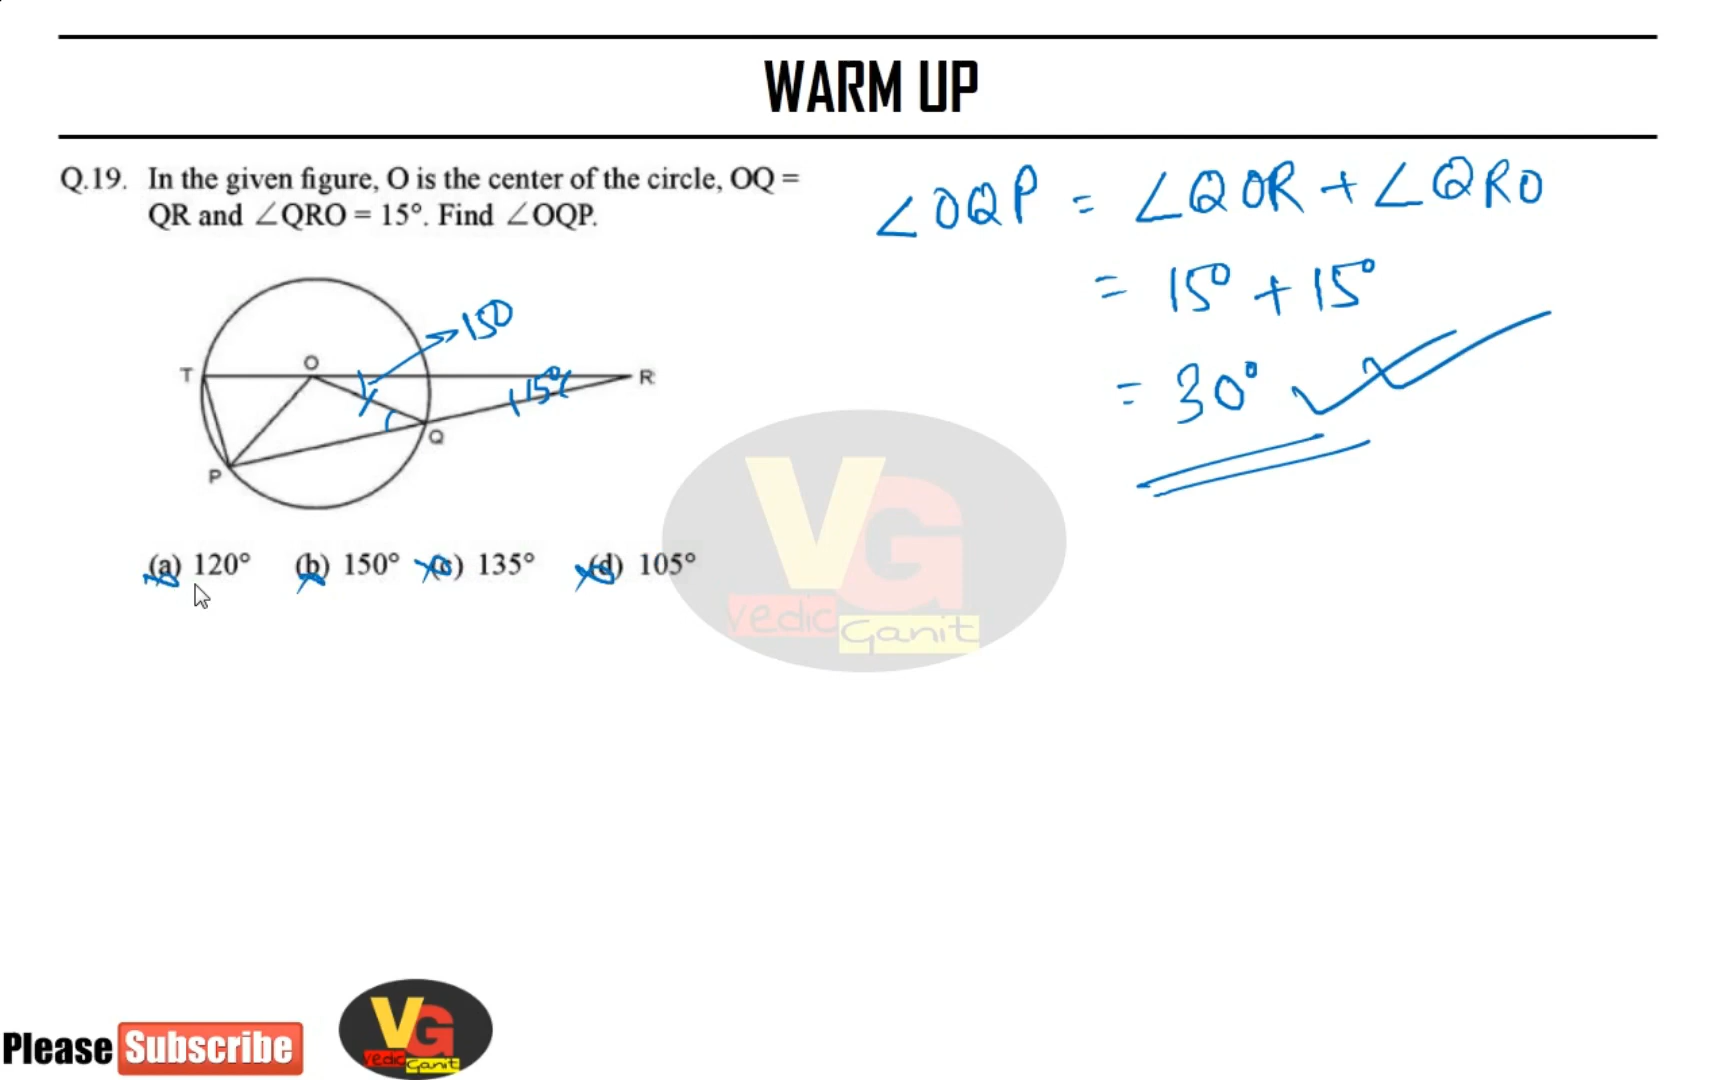 WARM UP
Q.19. In the given figure, O is the center of the circle, OQ =
QR and ∠QRO = 15°. Find ∠OQP.
∠OQP = ∠QOR + ∠QRO
= 15° + 15°
= 30°
15°
O
T
15°
R
Q
P
(a) 120° (b) 150° (c) 135° (d) 105°
VG
Vedic Ganit
Please Subscribe
VG
Vedic Ganit